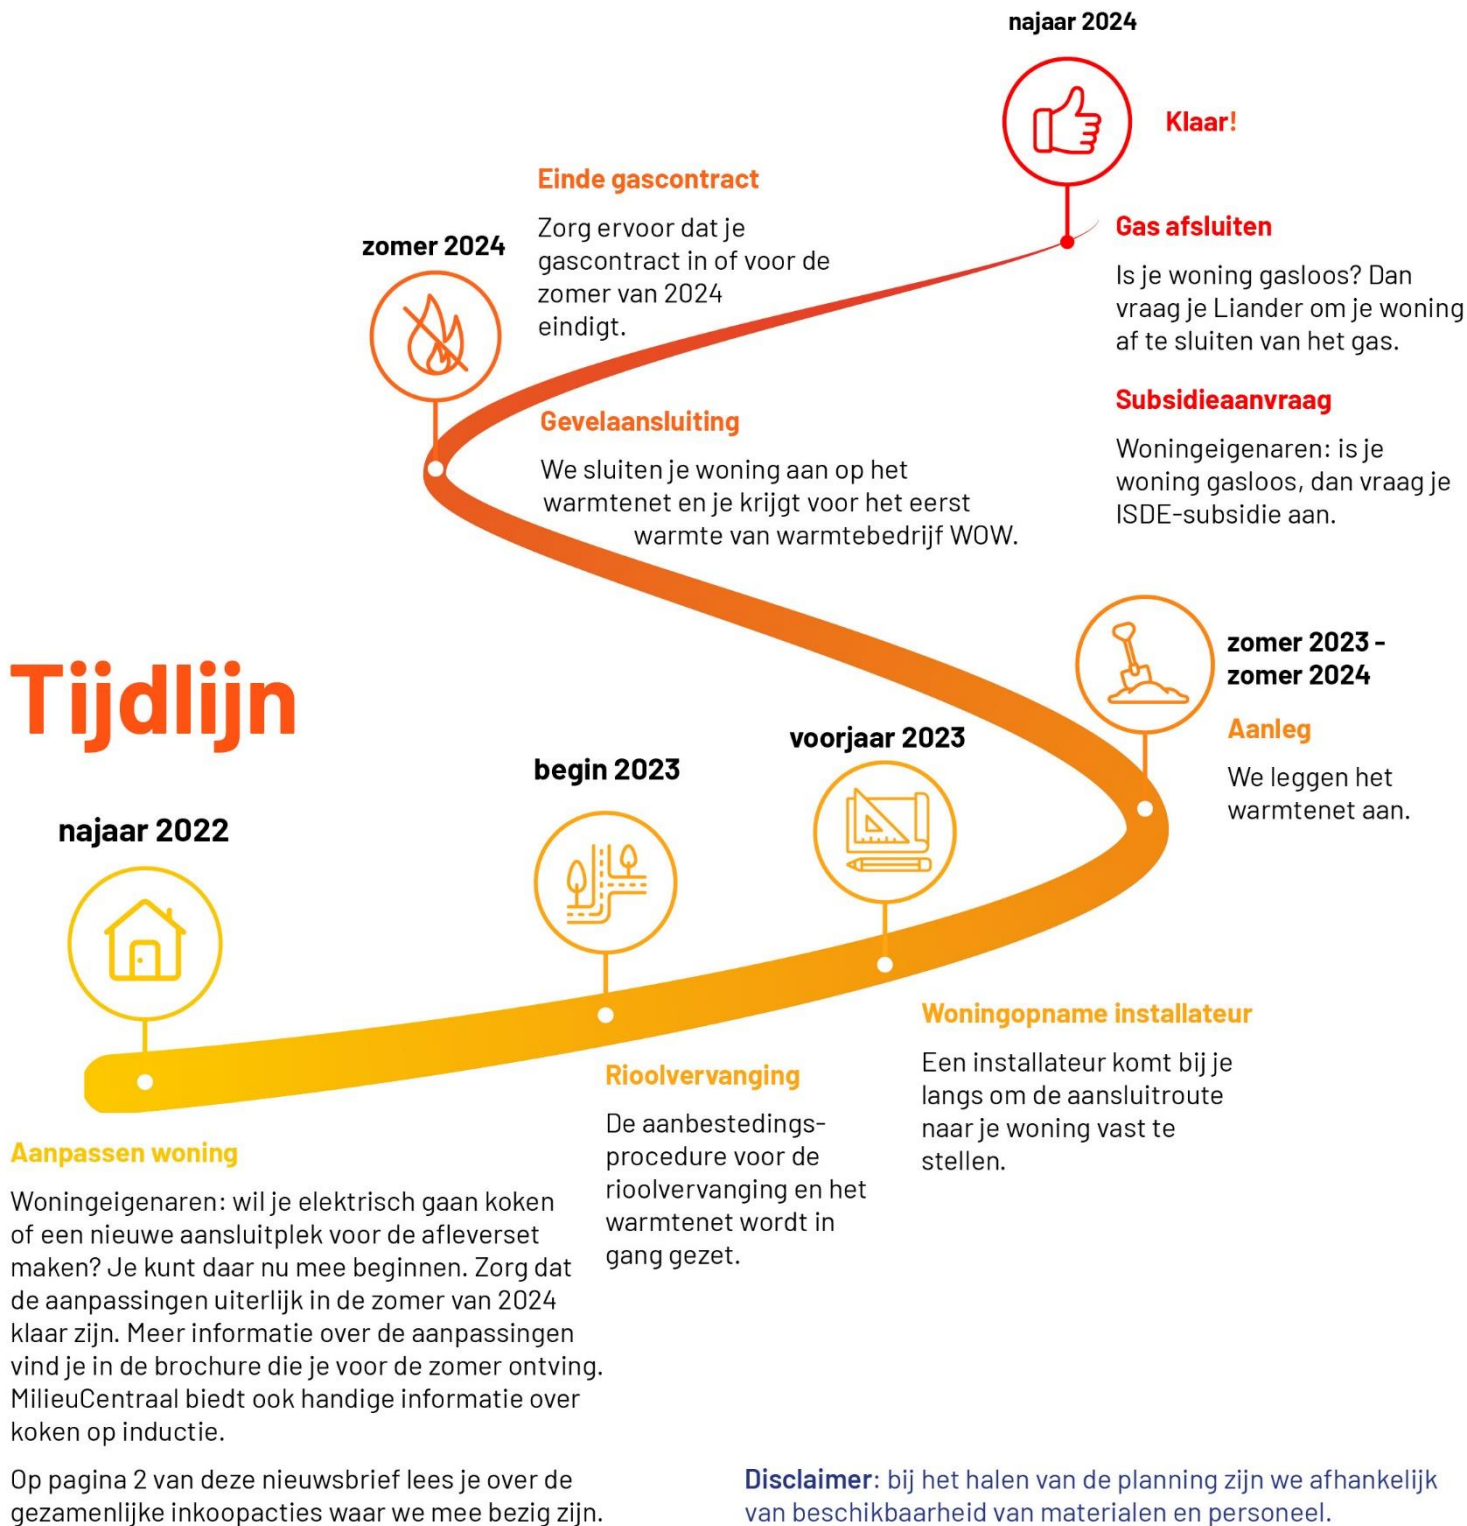 Tijdlijn
najaar 2022
Aanpassen woning
Woningeigenaren: wil je elektrisch gaan koken
of een nieuwe aansluitplek voor de afleverset
maken? Je kunt daar nu mee beginnen. Zorg dat
de aanpassingen uiterlijk in de zomer van 2024
klaar zijn. Meer informatie over de aanpassingen
vind je in de brochure die je voor de zomer ontving.
MilieuCentraal biedt ook handige informatie over
koken op inductie.
Op pagina 2 van deze nieuwsbrief lees je over de
gezamenlijke inkoopacties waar we mee bezig zijn.
begin 2023
Rioolvervanging
De aanbestedings-
procedure voor de
rioolvervanging en het
warmtenet wordt in
gang gezet.
voorjaar 2023
Woningopname installateur
Een installateur komt bij je
langs om de aansluitroute
naar je woning vast te
stellen.
zomer 2023 -
zomer 2024
Aanleg
We leggen het
warmtenet aan.
zomer 2024
Einde gascontract
Zorg ervoor dat je
gascontract in of voor de
zomer van 2024
eindigt.
Gevelaansluiting
We sluiten je woning aan op het
warmtenet en je krijgt voor het eerst
warmte van warmtebedrijf WOW.
najaar 2024
Klaar!
Gas afsluiten
Is je woning gasloos? Dan
vraag je Liander om je woning
af te sluiten van het gas.
Subsidieaanvraag
Woningeigenaren: is je
woning gasloos, dan vraag je
ISDE-subsidie aan.
Disclaimer: bij het halen van de planning zijn we afhankelijk
van beschikbaarheid van materialen en personeel.